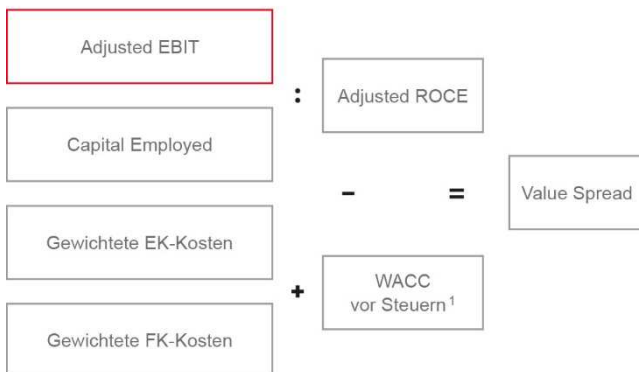 Adjusted EBIT
:
Adjusted ROCE
Capital Employed
–
=
Value Spread
Gewichtete EK-Kosten
+
WACC
vor Steuern¹
Gewichtete FK-Kosten